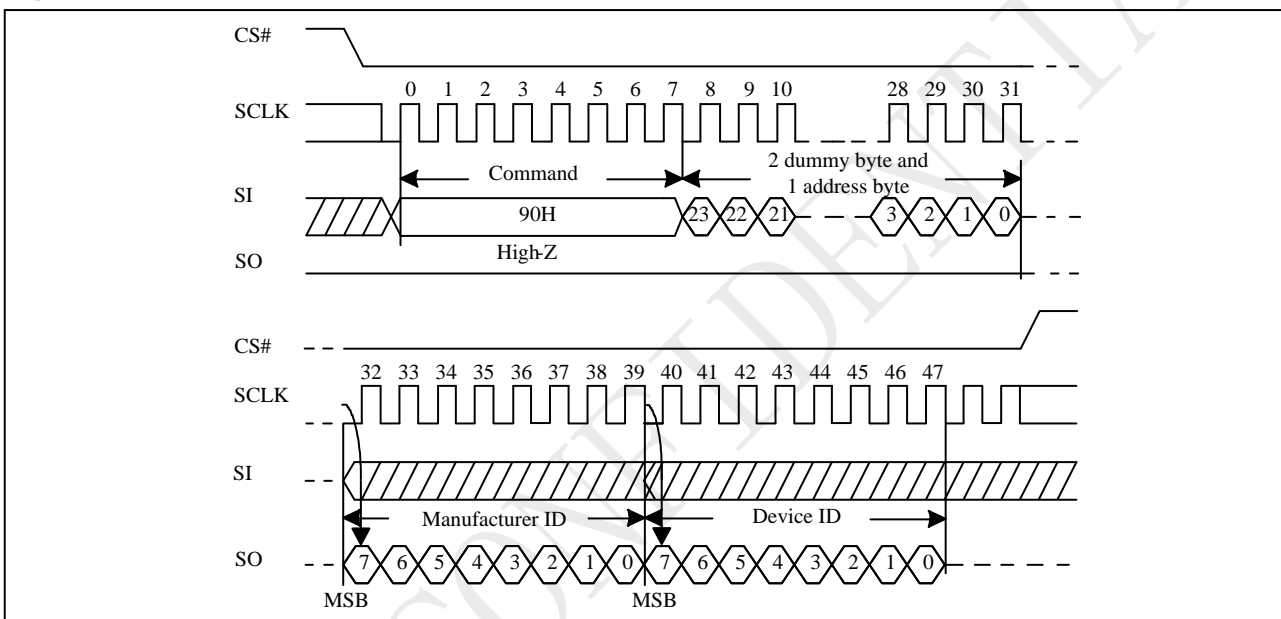 CS#
0 1 2 3 4 5 6 7 8 9 10 28 29 30 31
SCLK
Command
2 dummy byte and
1 address byte
SI
90H
23 22 21 3 2 1 0
High-Z
SO
CS#
32 33 34 35 36 37 38 39 40 41 42 43 44 45 46 47
SCLK
SI
Manufacturer ID
Device ID
SO
7 6 5 4 3 2 1 0 7 6 5 4 3 2 1 0
MSB
MSB
CONFIDENTIA